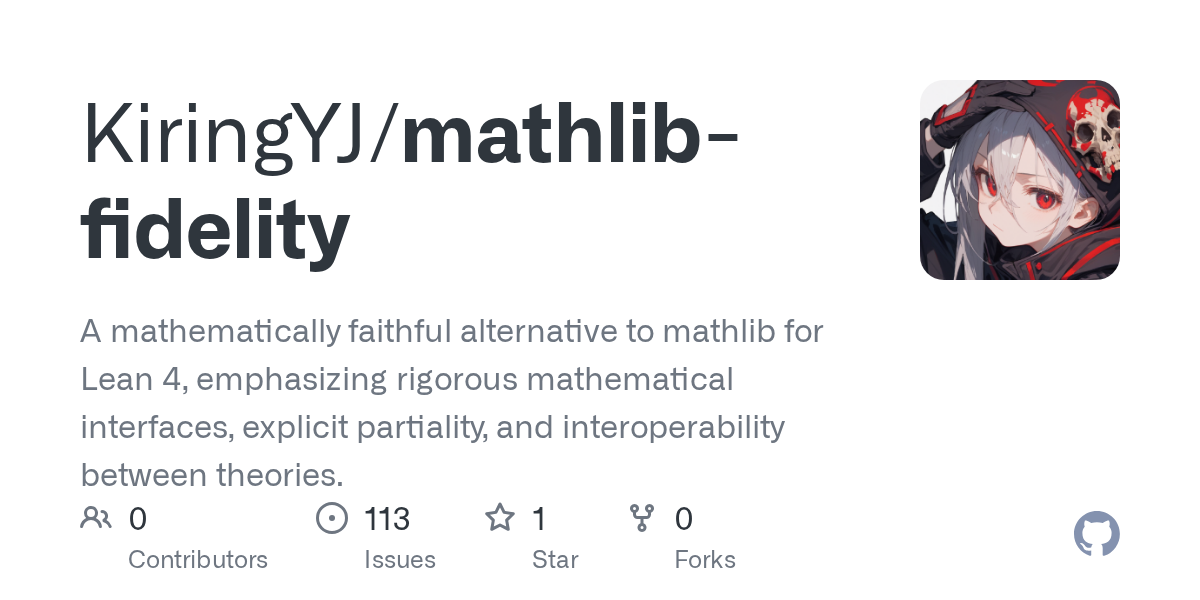 KiringYJ/mathlib-
fidelity
A mathematically faithful alternative to mathlib for
Lean 4, emphasizing rigorous mathematical
interfaces, explicit partiality, and interoperability
between theories.
0 113 1 0
Contributors Issues Star Forks